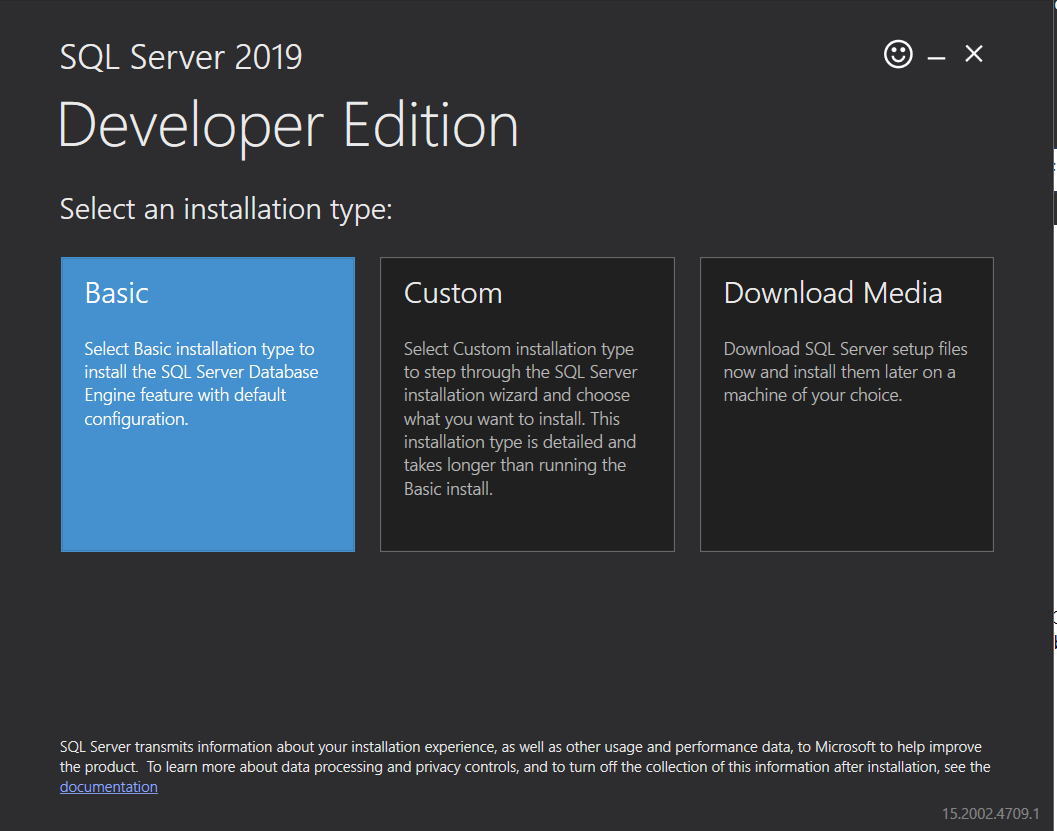 SQL Server 2019
Developer Edition
Select an installation type:
Basic
Select Basic installation type to
install the SQL Server Database
Engine feature with default
configuration.
Custom
Select Custom installation type
to step through the SQL Server
installation wizard and choose
what you want to install. This
installation type is detailed and
takes longer than running the
Basic install.
Download Media
Download SQL Server setup files
now and install them later on a
machine of your choice.
SQL Server transmits information about your installation experience, as well as other usage and performance data, to Microsoft to help improve
the product.  To learn more about data processing and privacy controls, and to turn off the collection of this information after installation, see the
documentation
15.2002.4709.1